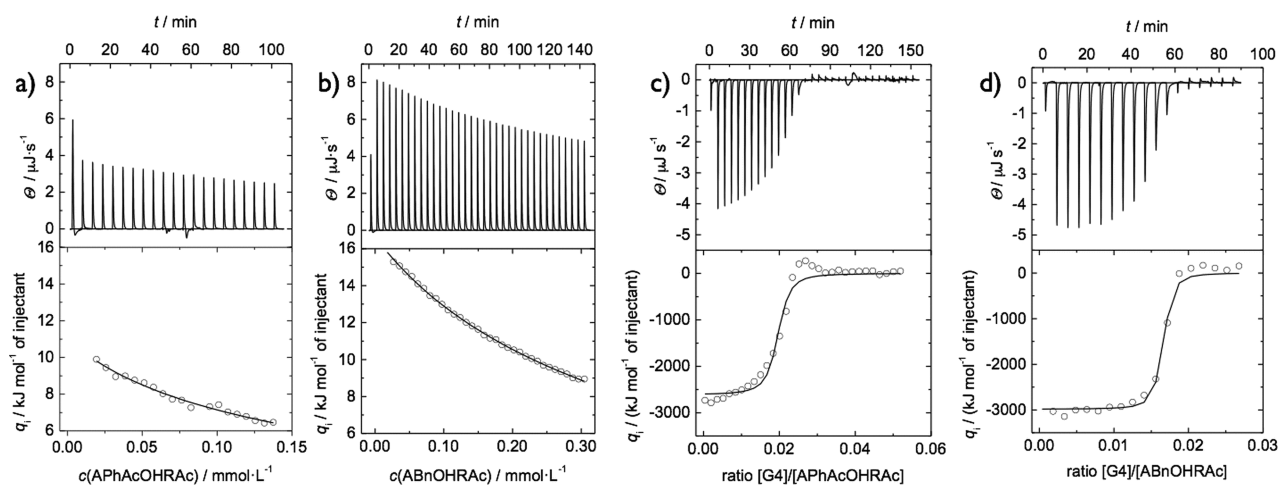 t / min
0 20 40 60 80 100
a)
8
6
4
2
0
Θ / μJ·s⁻¹
16
14
12
10
8
6
qᵢ / kJ mol⁻¹ of injectant
0.00 0.05 0.10 0.15
c(APhAcOHRAc) / mmol·L⁻¹
t / min
0 20 40 60 80 100 120 140
b)
8
6
4
2
0
Θ / μJ·s⁻¹
16
14
12
10
8
6
qᵢ / kJ mol⁻¹ of injectant
0.00 0.10 0.20 0.30
c(ABnOHRAc) / mmol·L⁻¹
t / min
0 30 60 90 120 150
c)
0
-1
-2
-3
-4
-5
Θ / μJ s⁻¹
0
-1000
-2000
-3000
qᵢ / (kJ mol⁻¹ of injectant)
0.00 0.02 0.04 0.06
ratio [G4]/[APhAcOHRAc]
t / min
0 20 40 60 80 100
d)
0
-1
-2
-3
-4
-5
Θ / μJ s⁻¹
0
-1000
-2000
-3000
qᵢ / (kJ mol⁻¹ of injectant)
0.00 0.01 0.02 0.03
ratio [G4]/[ABnOHRAc]